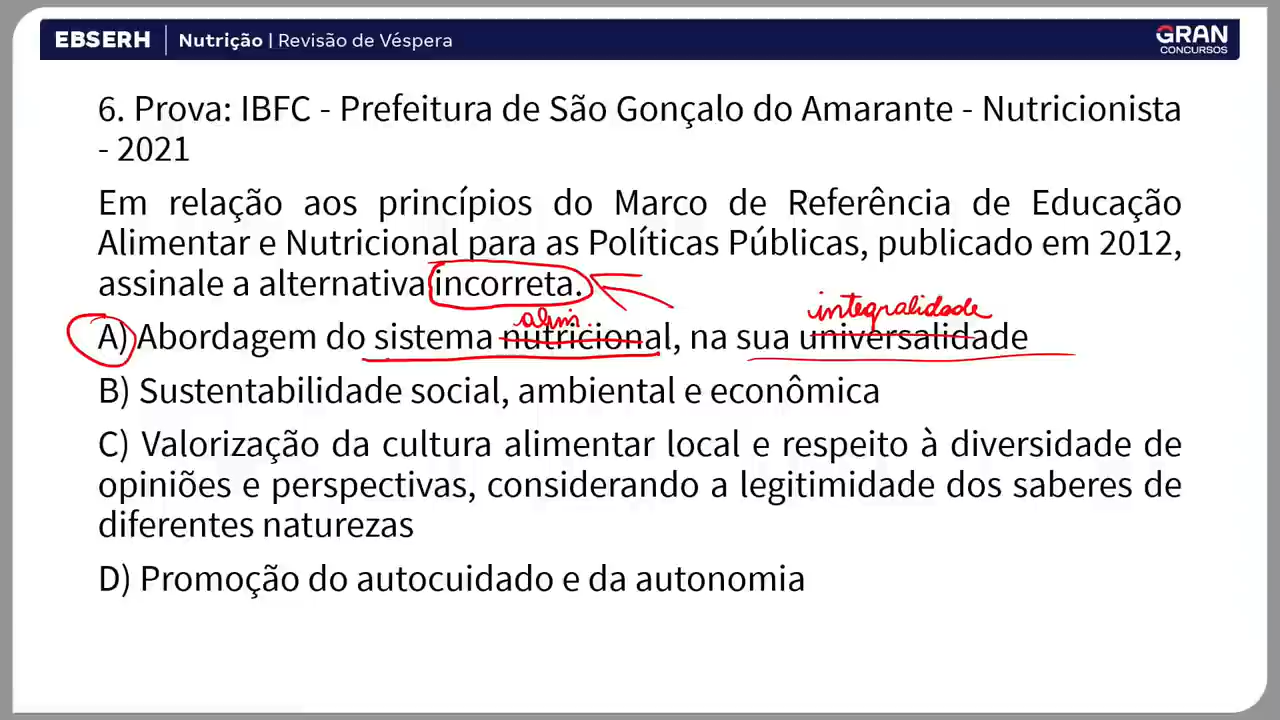 EBSERH | Nutrição | Revisão de Véspera
GRAN
CONCURSOS
6. Prova: IBFC - Prefeitura de São Gonçalo do Amarante - Nutricionista
- 2021
Em relação aos princípios do Marco de Referência de Educação
Alimentar e Nutricional para as Políticas Públicas, publicado em 2012,
assinale a alternativa incorreta.
alim. integralidade
A) Abordagem do sistema nutricional, na sua universalidade
B) Sustentabilidade social, ambiental e econômica
C) Valorização da cultura alimentar local e respeito à diversidade de
opiniões e perspectivas, considerando a legitimidade dos saberes de
diferentes naturezas
D) Promoção do autocuidado e da autonomia